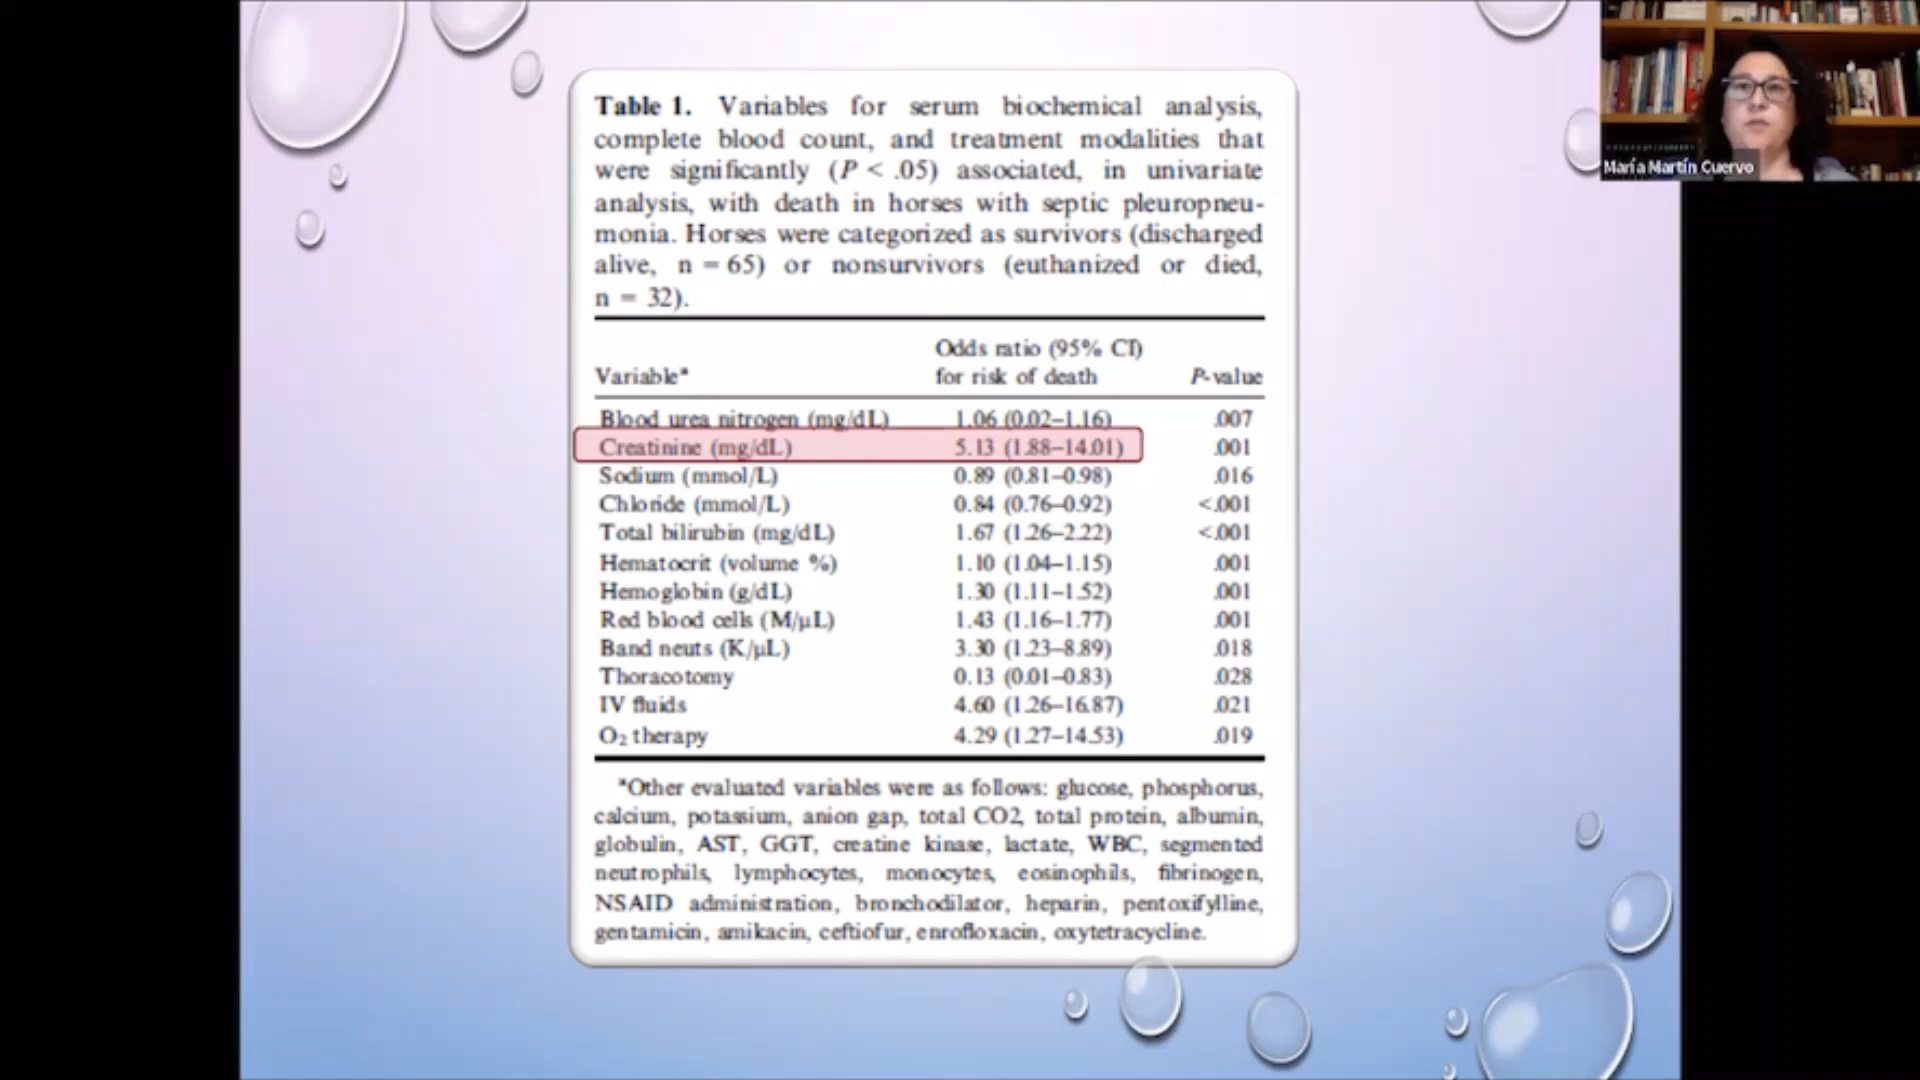 Table 1. Variables for serum biochemical analysis,
complete blood count, and treatment modalities that
were significantly (P < .05) associated, in univariate
analysis, with death in horses with septic pleuropneu-
monia. Horses were categorized as survivors (discharged
alive, n = 65) or nonsurvivors (euthanized or died,
n = 32).
Variableª Odds ratio (95% CI) for risk of death P-value
Blood urea nitrogen (mg/dL) 1.06 (0.02–1.16) .007
Creatinine (mg/dL) 5.13 (1.88–14.01) .001
Sodium (mmol/L) 0.89 (0.81–0.98) .016
Chloride (mmol/L) 0.84 (0.76–0.92) <.001
Total bilirubin (mg/dL) 1.67 (1.26–2.22) <.001
Hematocrit (volume %) 1.10 (1.04–1.15) .001
Hemoglobin (g/dL) 1.30 (1.11–1.52) .001
Red blood cells (M/µL) 1.43 (1.16–1.77) .001
Band neuts (K/µL) 3.30 (1.23–8.89) .018
Thoracotomy 0.13 (0.01–0.83) .028
IV fluids 4.60 (1.26–16.87) .021
O₂ therapy 4.29 (1.27–14.53) .019
ªOther evaluated variables were as follows: glucose, phosphorus,
calcium, potassium, anion gap, total CO2, total protein, albumin,
globulin, AST, GGT, creatine kinase, lactate, WBC, segmented
neutrophils, lymphocytes, monocytes, eosinophils, fibrinogen,
NSAID administration, bronchodilator, heparin, pentoxifylline,
gentamicin, amikacin, ceftiofur, enrofloxacin, oxytetracycline.
María Martín Cuervo